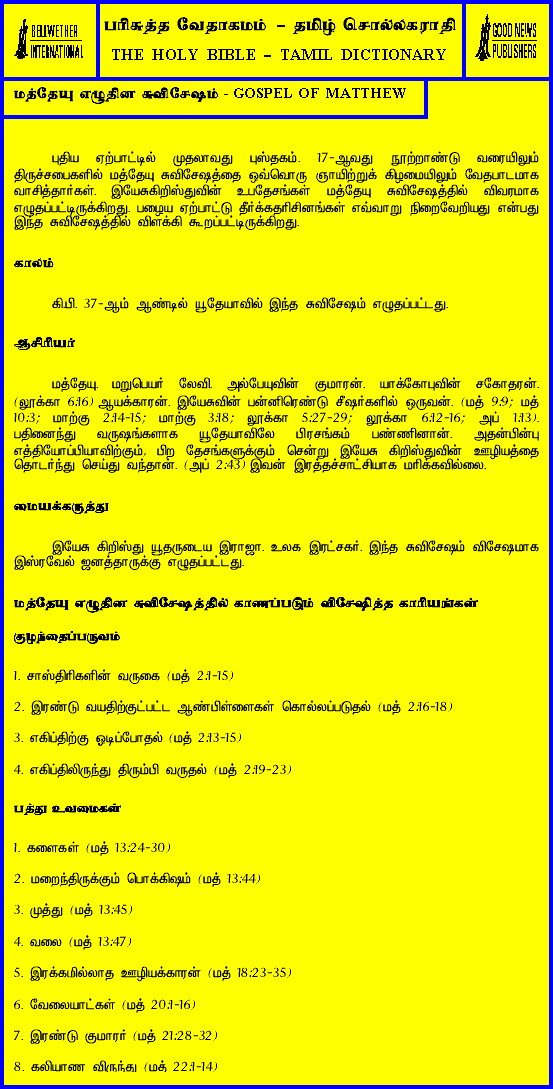 BELLWETHER
INTERNATIONAL
பரிசுத்த வேதாகமம் – தமிழ் சொல்லகராதி
THE HOLY BIBLE – TAMIL DICTIONARY
GOOD NEWS
PUBLISHERS
மத்தேயு எழுதின சுவிசேஷம் - GOSPEL OF MATTHEW
புதிய ஏற்பாட்டில் முதலாவது புஸ்தகம். 17-ஆவது நூற்றாண்டு வரையிலும்
திருச்சபைகளில் மத்தேயு சுவிசேஷத்தை ஒவ்வொரு ஞாயிற்றுக் கிழமையிலும் வேதபாடமாக
வாசித்தார்கள். இயேசுகிறிஸ்துவின் உபதேசங்கள் மத்தேயு சுவிசேஷத்தில் விவரமாக
எழுதப்பட்டிருக்கிறது. பழைய ஏற்பாட்டு தீர்க்கதரிசினங்கள் எவ்வாறு நிறைவேறியது என்பது
இந்த சுவிசேஷத்தில் விளக்கி கூறப்பட்டிருக்கிறது.
காலம்
கி.பி. 37-ஆம் ஆண்டில் யூதேயாவில் இந்த சுவிசேஷம் எழுதப்பட்டது.
ஆசிரியர்
மத்தேயு. மறுபெயர் லேவி. அல்பேயுவின் குமாரன். யாக்கோபுவின் சகோதரன்.
(லூக்கா 6:16) ஆயக்காரன். இயேசுவின் பன்னிரெண்டு சீஷர்களில் ஒருவன். (மத் 9:9; மத்
10:3; மாற்கு 2:14-15; மாற்கு 3:18; லூக்கா 5:27-29; லூக்கா 6:12-16; அப் 1:13).
பதினைந்து வருஷங்களாக யூதேயாவிலே பிரசங்கம் பண்ணினான். அதன்பின்பு
எத்தியோப்பியாவிற்கும், பிற தேசங்களுக்கும் சென்று இயேசு கிறிஸ்துவின் ஊழியத்தை
தொடர்ந்து செய்து வந்தான். (அப் 2:43) இவன் இரத்தச்சாட்சியாக மரிக்கவில்லை.
மையக்கருத்து
இயேசு கிறிஸ்து யூதருடைய இராஜா. உலக இரட்சகர். இந்த சுவிசேஷம் விசேஷமாக
இஸ்ரவேல் ஜனத்தாருக்கு எழுதப்பட்டது.
மத்தேயு எழுதின சுவிசேஷத்தில் காணப்படும் விசேஷித்த காரியங்கள்
குழந்தைப்பருவம்
1. சாஸ்திரிகளின் வருகை (மத் 2:1-15)
2. இரண்டு வயதிற்குட்பட்ட ஆண்பிள்ளைகள் கொல்லப்படுதல் (மத் 2:16-18)
3. எகிப்திற்கு ஓடிப்போதல் (மத் 2:13-15)
4. எகிப்திலிருந்து திரும்பி வருதல் (மத் 2:19-23)
பத்து உவமைகள்
1. களைகள் (மத் 13:24-30)
2. மறைந்திருக்கும் பொக்கிஷம் (மத் 13:44)
3. முத்து (மத் 13:45)
4. வலை (மத் 13:47)
5. இரக்கமில்லாத ஊழியக்காரன் (மத் 18:23-35)
6. வேலையாட்கள் (மத் 20:1-16)
7. இரண்டு குமாரர் (மத் 21:28-32)
8. கலியாண விருந்து (மத் 22:1-14)